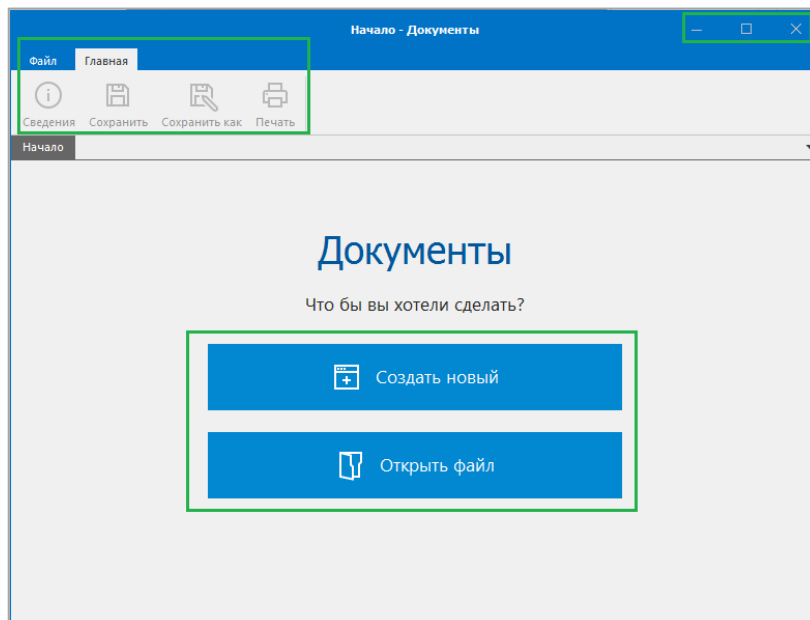 Начало - Документы
Файл Главная
Сведения Сохранить Сохранить как Печать
Начало
Документы
Что бы вы хотели сделать?
Создать новый
Открыть файл